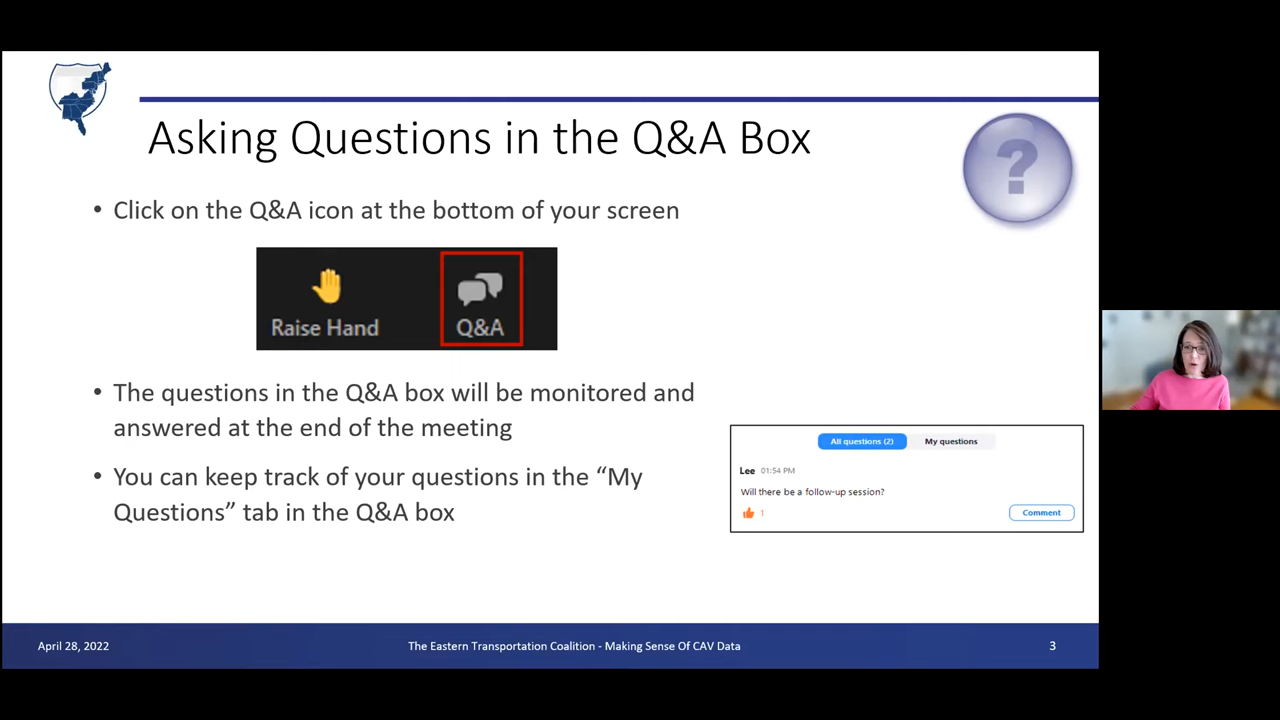 Asking Questions in the Q&A Box
?
• Click on the Q&A icon at the bottom of your screen
Raise Hand
Q&A
• The questions in the Q&A box will be monitored and
answered at the end of the meeting
• You can keep track of your questions in the “My
Questions” tab in the Q&A box
All questions (2)
My questions
Lee 01:54 PM
Will there be a follow-up session?
1
Comment
April 28, 2022
The Eastern Transportation Coalition - Making Sense Of CAV Data
3